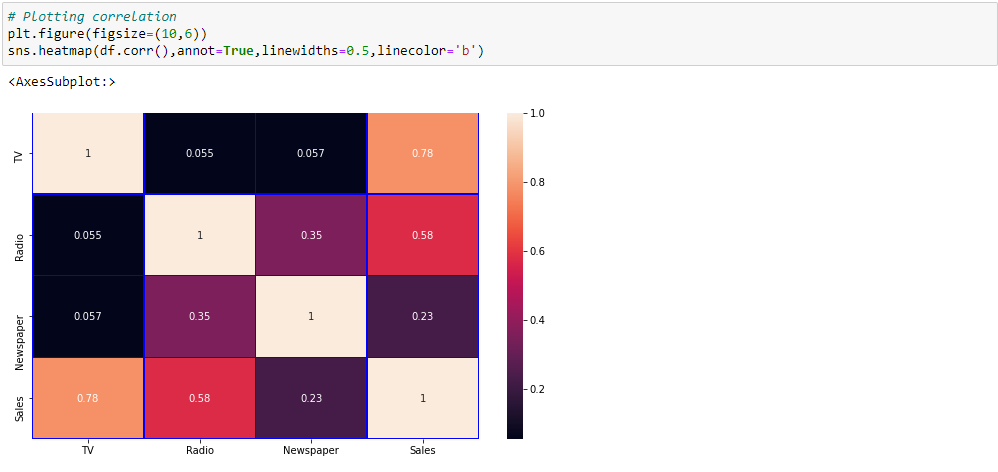 # Plotting correlation
plt.figure(figsize=(10,6))
sns.heatmap(df.corr(),annot=True,linewidths=0.5,linecolor='b')
<AxesSubplot:>
TV 1 0.055 0.057 0.78
Radio 0.055 1 0.35 0.58
Newspaper 0.057 0.35 1 0.23
Sales 0.78 0.58 0.23 1
TV Radio Newspaper Sales
1.0
0.8
0.6
0.4
0.2